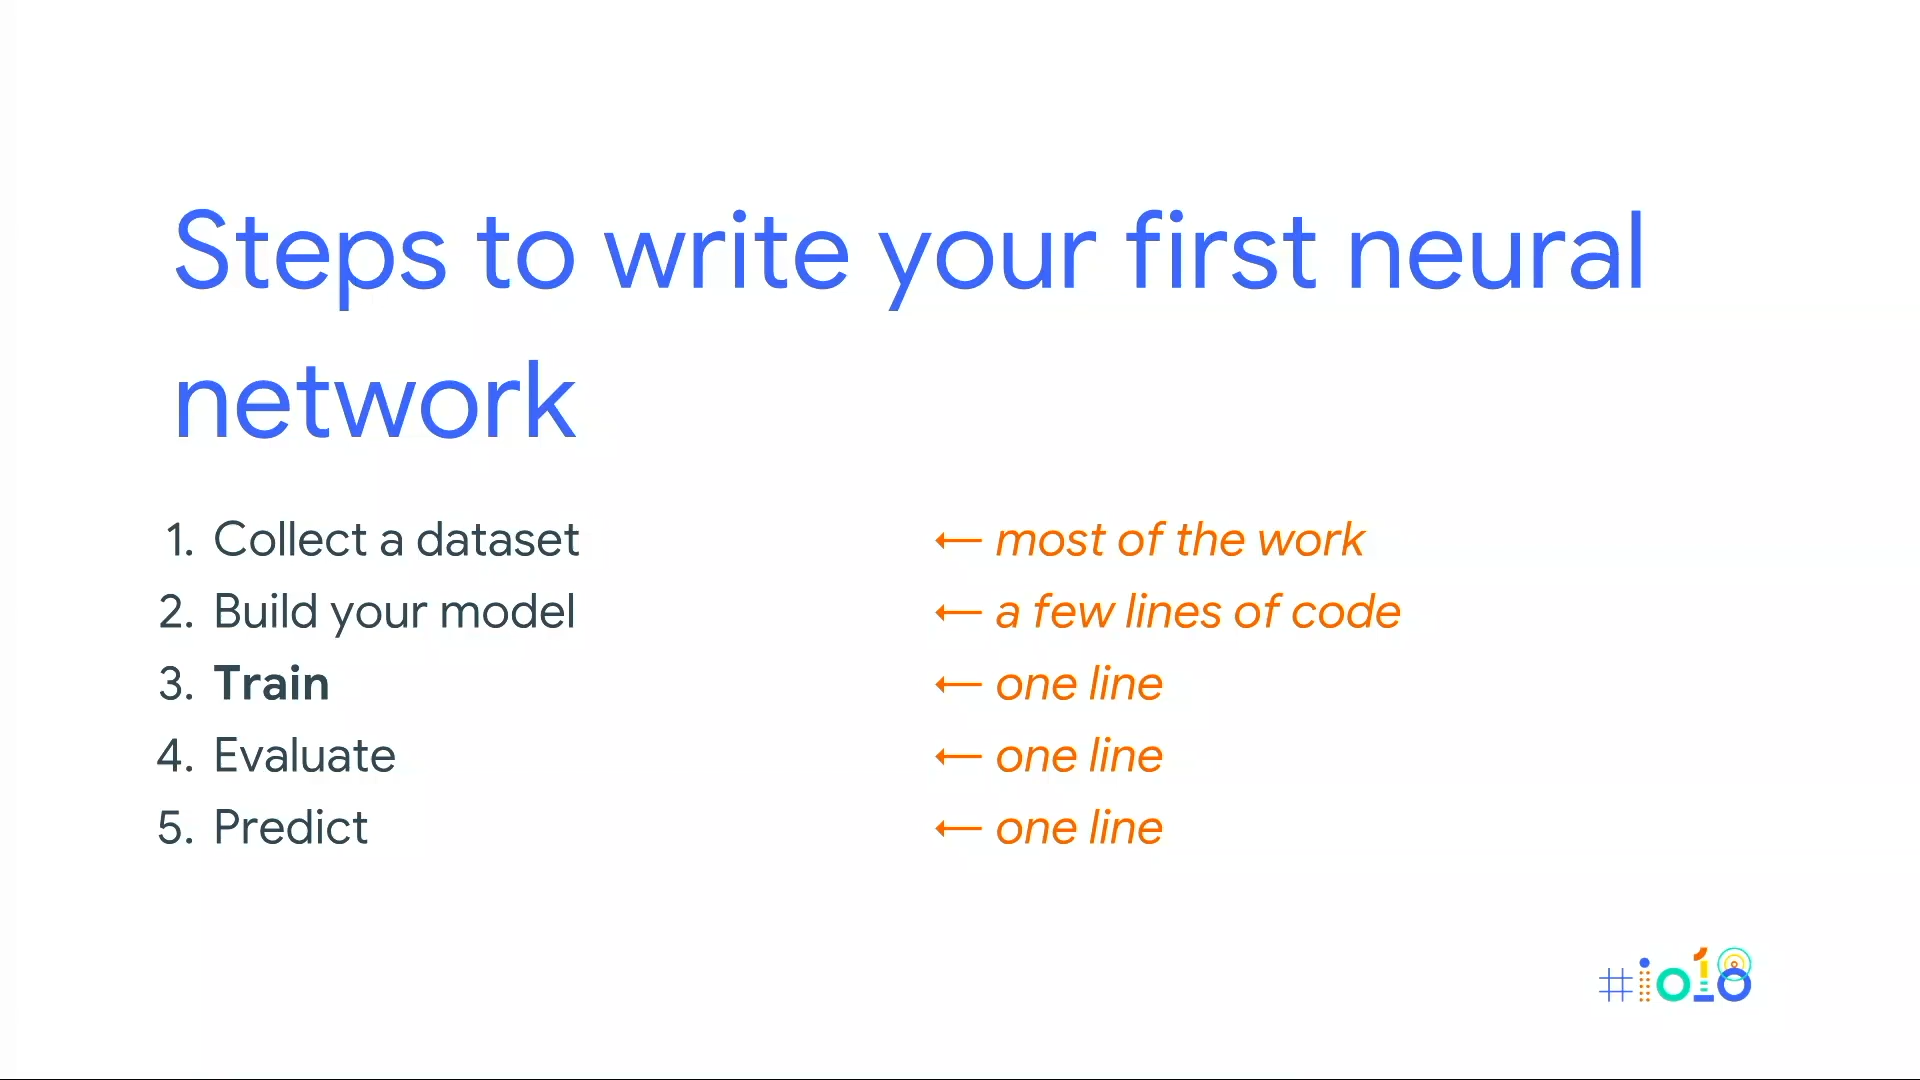 Steps to write your first neural
network
1. Collect a dataset ← most of the work
2. Build your model ← a few lines of code
3. Train ← one line
4. Evaluate ← one line
5. Predict ← one line
#io18